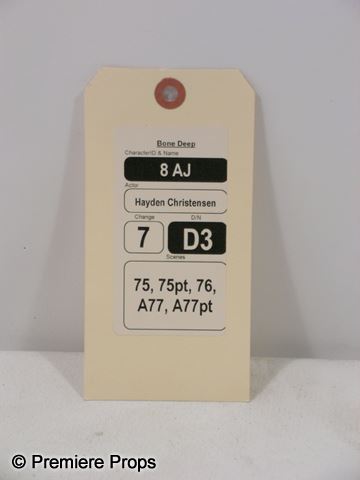 Bone Deep
CharacterID & Name
8 AJ
Actor
Hayden Christensen
Change D/N
7 D3
Scenes
75, 75pt, 76,
A77, A77pt
© Premiere Props